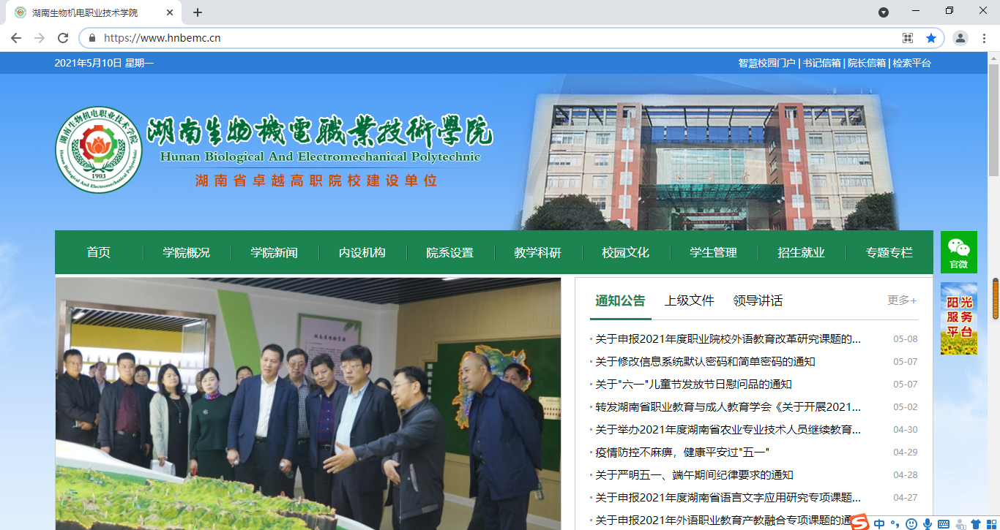 湖南生物机电职业技术学院
https://www.hnbemc.cn
2021年5月10日 星期一
智慧校园门户 | 书记信箱 | 院长信箱 | 检索平台
湖南生物机电职业技术学院
Hunan Biological And Electromechanical Polytechnic
1903
湖南生物機電職業技術學院
Hunan Biological And Electromechanical Polytechnic
湖南省卓越高职院校建设单位
首页 学院概况 学院新闻 内设机构 院系设置 教学科研 校园文化 学生管理 招生就业 专题专栏
官微
阳光
服务
平台
通知公告 上级文件 领导讲话 更多+
关于申报2021年度职业院校外语教育改革研究课题的... 05-08
关于修改信息系统默认密码和简单密码的通知 05-07
关于"六一"儿童节发放节日慰问品的通知 05-07
转发湖南省职业教育与成人教育学会《关于开展2021... 05-02
关于举办2021年度湖南省农业专业技术人员继续教育... 04-30
疫情防控不麻痹，健康平安过"五一" 04-29
关于严明五一、端午期间纪律要求的通知 04-28
关于申报2021年度湖南省语言文字应用研究专项课题... 04-27
关于申报2021年外语职业教育产教融合专项课题的通
中